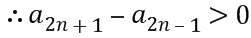 ∴ a_{2n+1} − a_{2n−1} > 0